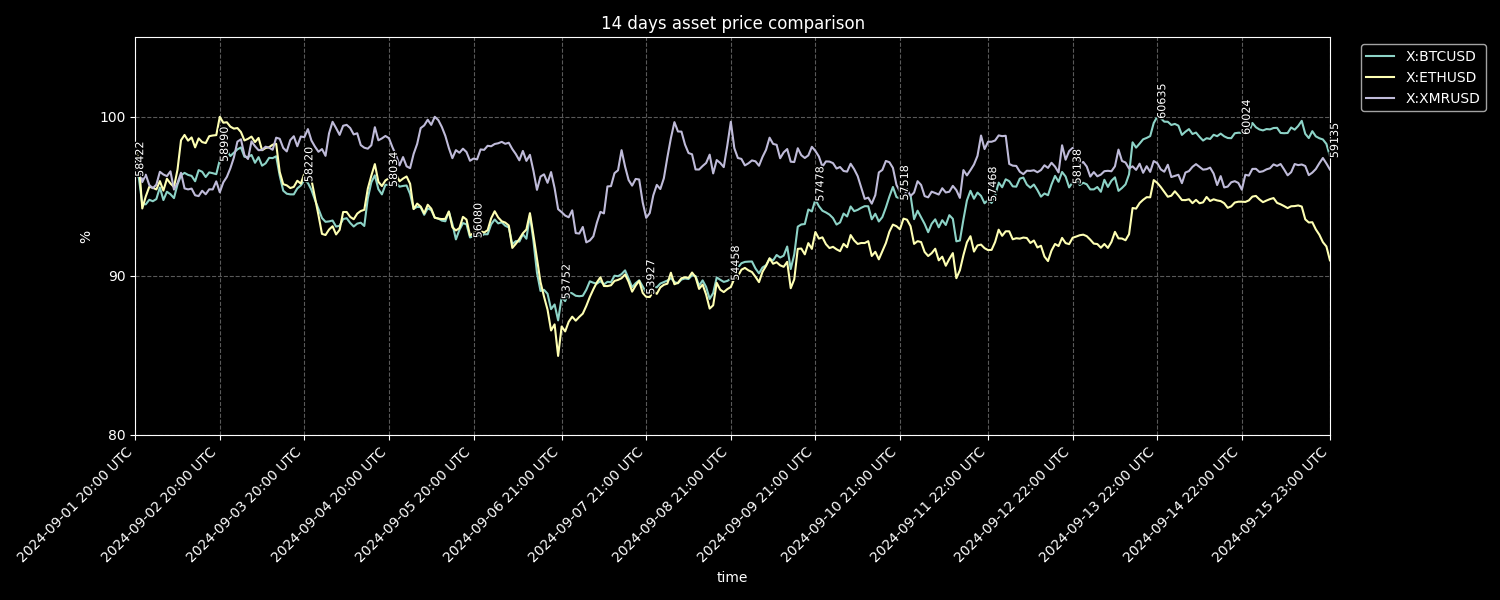 14 days asset price comparison
X:BTCUSD
X:ETHUSD
X:XMRUSD
100
90
80
%
58422
58990
58220
58034
56080
53752
53927
54458
57478
57518
57468
58138
60635
60024
59135
2024-09-01 20:00 UTC
2024-09-02 20:00 UTC
2024-09-03 20:00 UTC
2024-09-04 20:00 UTC
2024-09-05 20:00 UTC
2024-09-06 21:00 UTC
2024-09-07 21:00 UTC
2024-09-08 21:00 UTC
2024-09-09 21:00 UTC
2024-09-10 21:00 UTC
2024-09-11 22:00 UTC
2024-09-12 22:00 UTC
2024-09-13 22:00 UTC
2024-09-14 22:00 UTC
2024-09-15 23:00 UTC
time